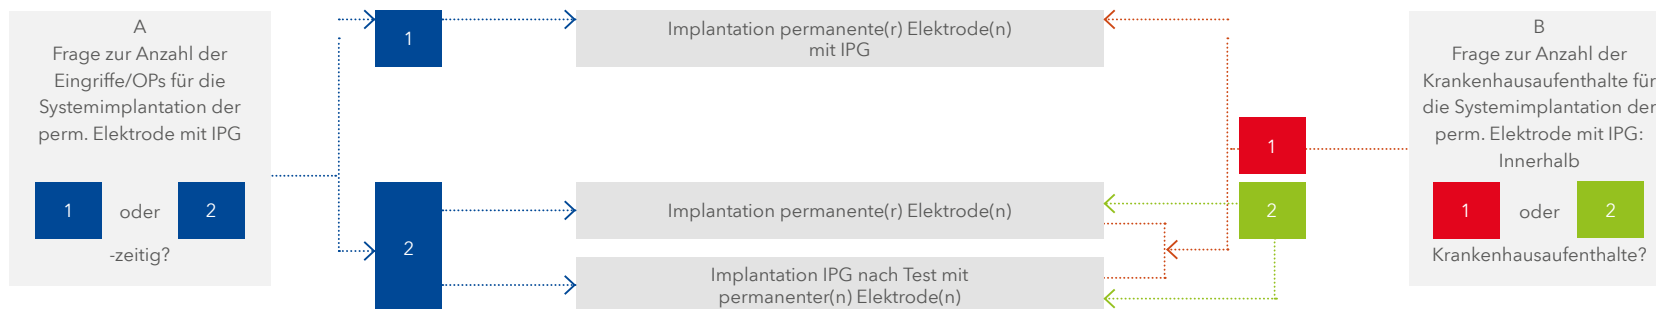 A
Frage zur Anzahl der
Eingriffe/OPs für die
Systemimplantation der
perm. Elektrode mit IPG
1 oder 2
-zeitig?
1
2
Implantation permanente(r) Elektrode(n)
mit IPG
Implantation permanente(r) Elektrode(n)
Implantation IPG nach Test mit
permanenter(n) Elektrode(n)
1
2
B
Frage zur Anzahl der
Krankenhausaufenthalte für
die Systemimplantation der
perm. Elektrode mit IPG:
Innerhalb
1 oder 2
Krankenhausaufenthalte?